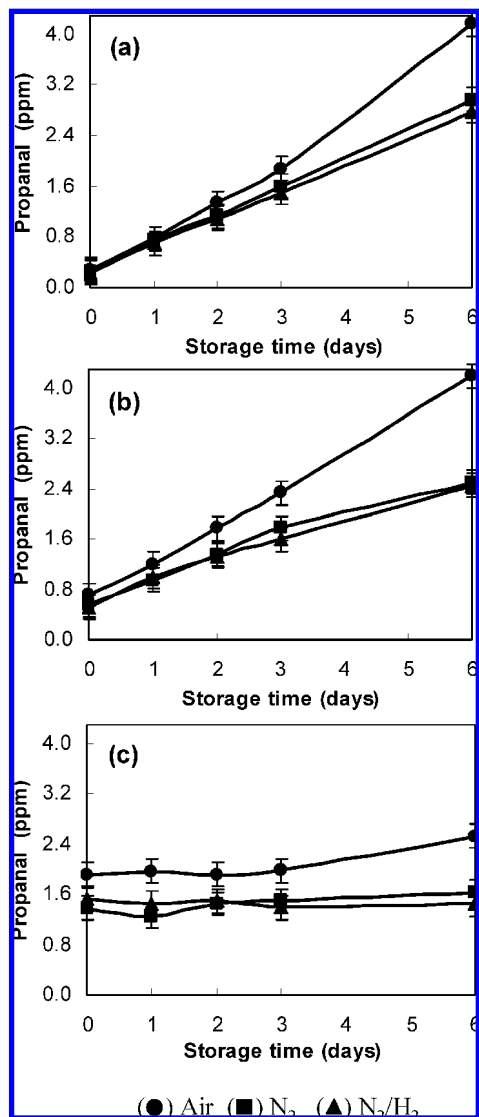 (a)
4.0
3.2
2.4
1.6
0.8
0.0
Propanal (ppm)
0 1 2 3 4 5 6
Storage time (days)
(b)
4.0
3.2
2.4
1.6
0.8
0.0
Propanal (ppm)
0 1 2 3 4 5 6
Storage time (days)
(c)
4.0
3.2
2.4
1.6
0.8
0.0
Propanal (ppm)
0 1 2 3 4 5 6
Storage time (days)
(●) Air (■) N₂ (▲) N₂/H₂